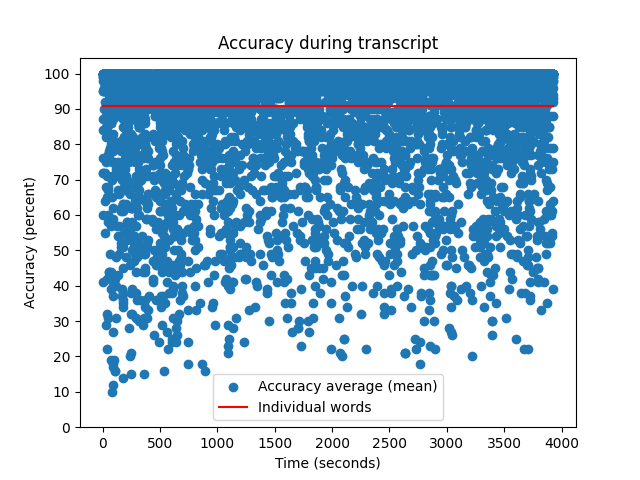 Accuracy during transcript
100
90
80
70
60
50
40
30
20
10
0
Accuracy (percent)
Accuracy average (mean)
Individual words
0 500 1000 1500 2000 2500 3000 3500 4000
Time (seconds)